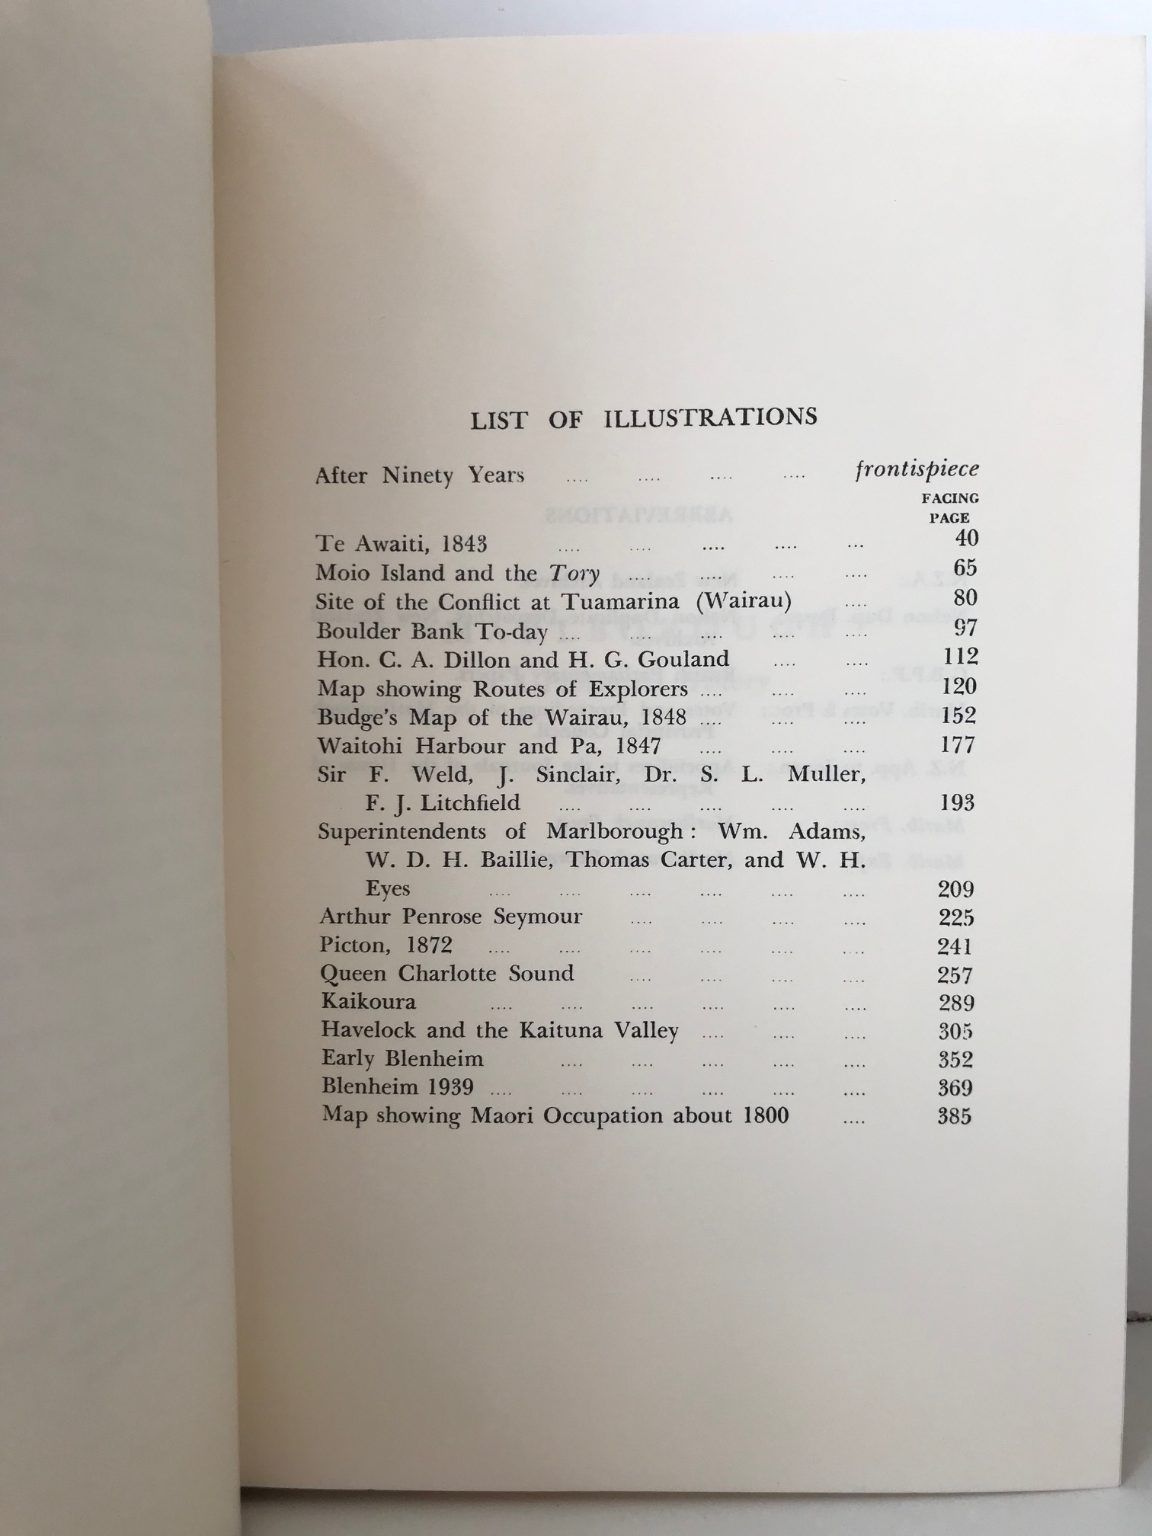 LIST OF ILLUSTRATIONS
After Ninety Years .... .... .... .... frontispiece
FACING
PAGE
Te Awaiti, 1843 .... .... .... .... ... 40
Moio Island and the Tory .... .... .... .... 65
Site of the Conflict at Tuamarina (Wairau) .... 80
Boulder Bank To-day .... .... .... .... .... 97
Hon. C. A. Dillon and H. G. Gouland .... .... 112
Map showing Routes of Explorers .... .... .... 120
Budge's Map of the Wairau, 1848 .... .... .... 152
Waitohi Harbour and Pa, 1847 .... .... .... 177
Sir F. Weld, J. Sinclair, Dr. S. L. Muller,
F. J. Litchfield .... .... .... .... .... 193
Superintendents of Marlborough : Wm. Adams,
W. D. H. Baillie, Thomas Carter, and W. H.
Eyes .... .... .... .... .... .... 209
Arthur Penrose Seymour .... .... .... .... 225
Picton, 1872 .... .... .... .... .... .... 241
Queen Charlotte Sound .... .... .... .... 257
Kaikoura .... .... .... .... .... .... 289
Havelock and the Kaituna Valley .... .... .... 305
Early Blenheim .... .... .... .... .... 352
Blenheim 1939 .... .... .... .... .... .... 369
Map showing Maori Occupation about 1800 .... 385